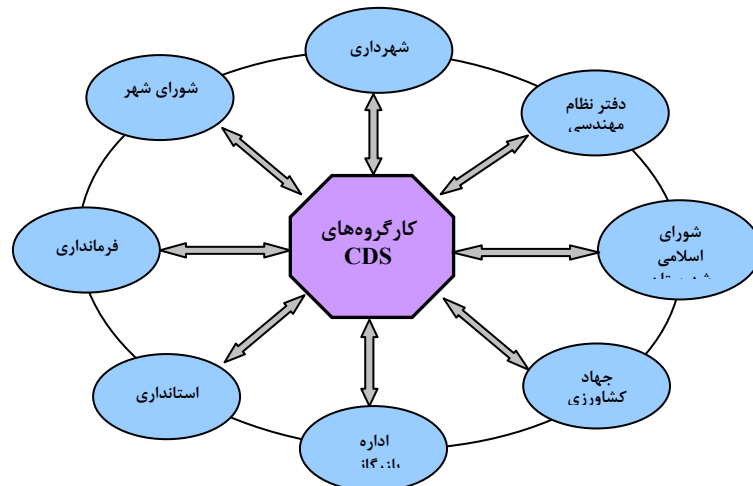 شهرداری
شورای شهر
دفتر نظام
مهندسی
کارگروه‌های
CDS
فرمانداری
شورای
اسلامی
استانداری
جهاد
کشاورزی
اداره